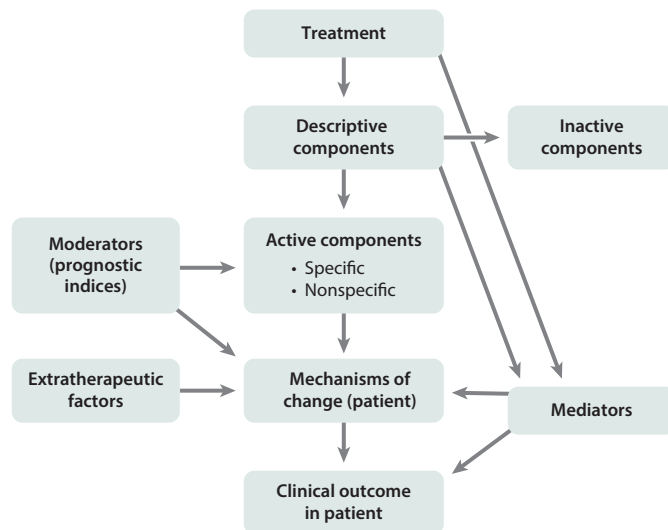 Treatment
Descriptive
components
Inactive
components
Moderators
(prognostic
indices)
Active components
• Specific
• Nonspecific
Extratherapeutic
factors
Mechanisms of
change (patient)
Mediators
Clinical outcome
in patient